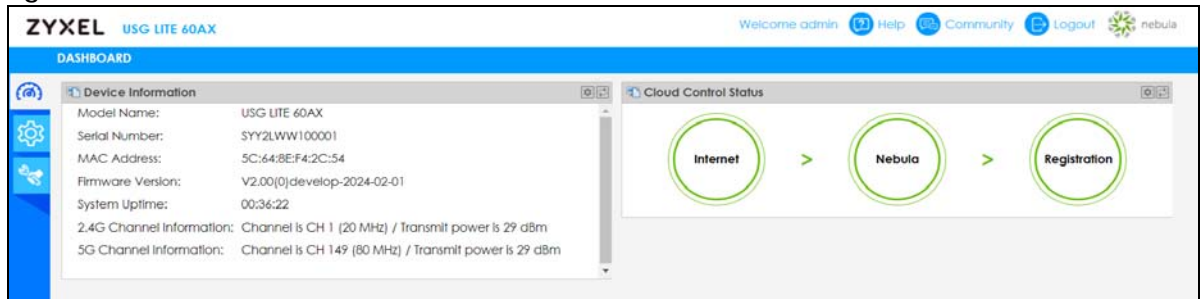 ZYXEL USG LITE 60AX
Welcome admin Help Community Logout nebula
DASHBOARD
Device Information
Model Name: USG LITE 60AX
Serial Number: SYY2LWW100001
MAC Address: 5C:64:8E:F4:2C:54
Firmware Version: V2.00(0)develop-2024-02-01
System Uptime: 00:36:22
2.4G Channel Information: Channel is CH 1 (20 MHz) / Transmit power is 29 dBm
5G Channel Information: Channel is CH 149 (80 MHz) / Transmit power is 29 dBm
Cloud Control Status
Internet > Nebula > Registration